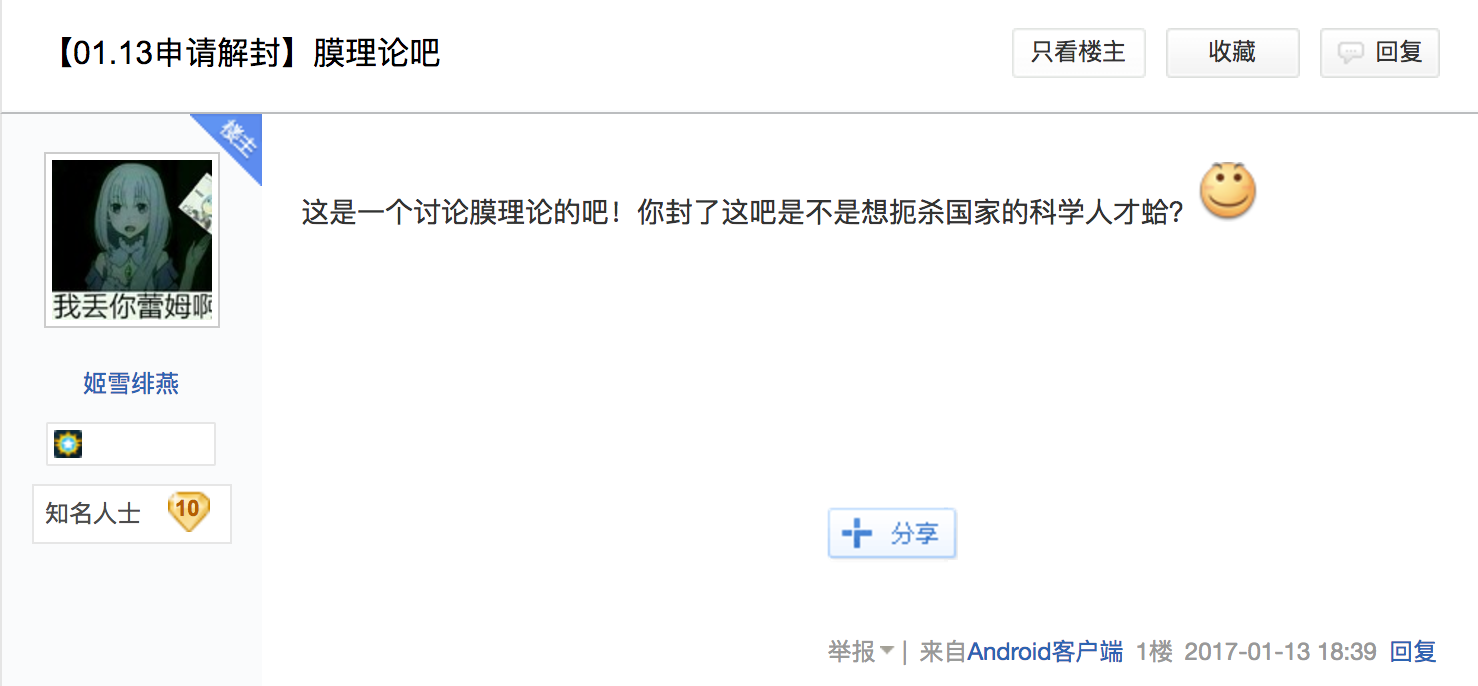 【01.13申请解封】膜理论吧
只看楼主
收藏
回复
楼主
这是一个讨论膜理论的吧！你封了这吧是不是想扼杀国家的科学人才蛤？
我丢你蕾姆啊
姬雪绯燕
知名人士 10
分享
举报 | 来自Android客户端 1楼 2017-01-13 18:39 回复